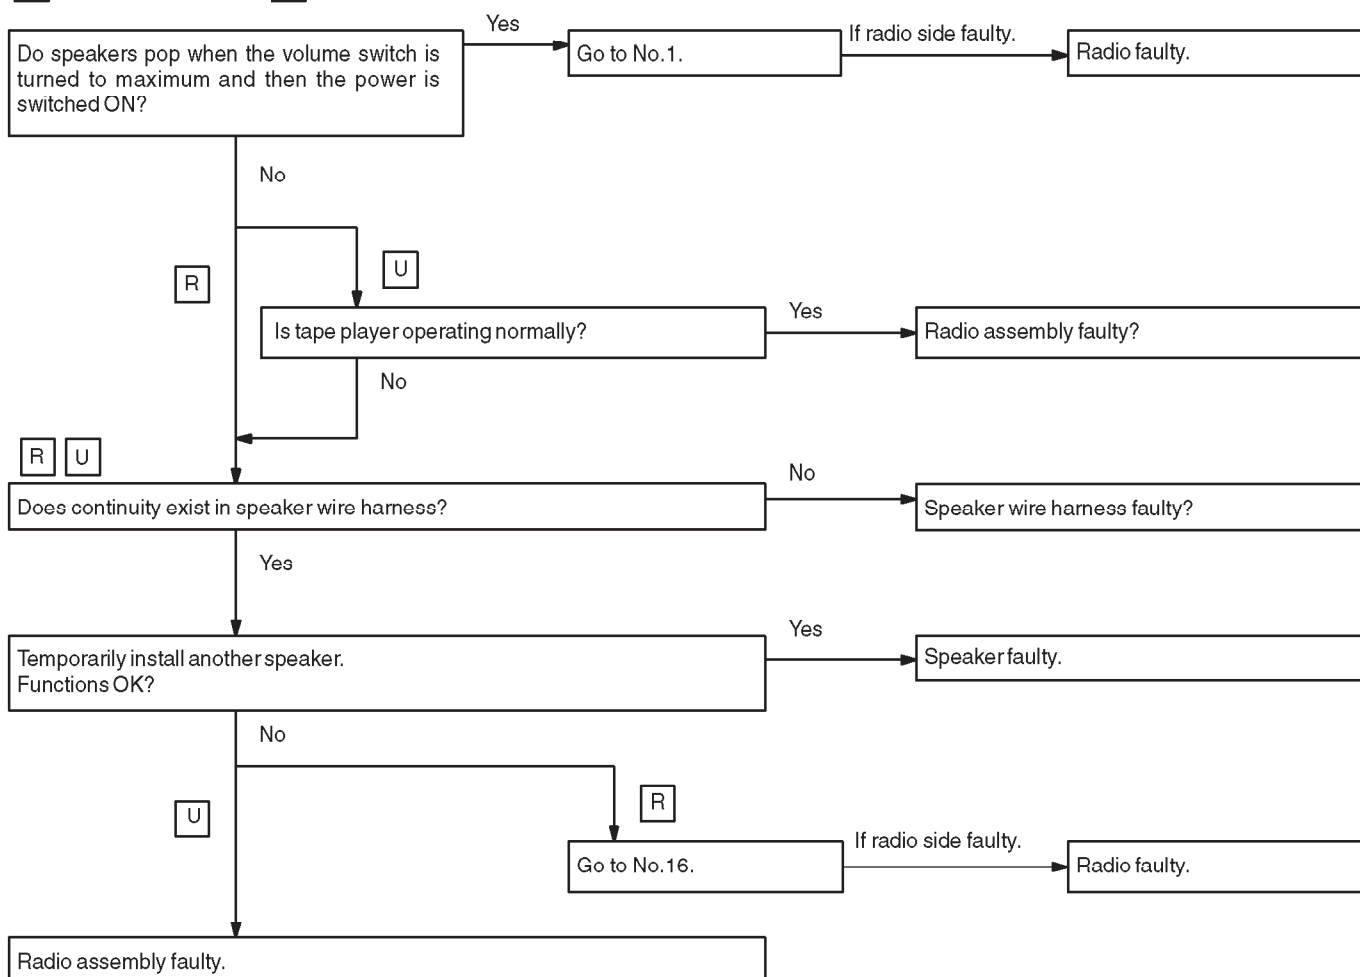 Yes
Do speakers pop when the volume switch is
turned to maximum and then the power is
switched ON?
Go to No.1.
If radio side faulty.
Radio faulty.
No
R
U
Is tape player operating normally?
Yes
Radio assembly faulty?
No
R U
Does continuity exist in speaker wire harness?
No
Speaker wire harness faulty?
Yes
Temporarily install another speaker.
Functions OK?
Yes
Speaker faulty.
No
U
R
Go to No.16.
If radio side faulty.
Radio faulty.
Radio assembly faulty.